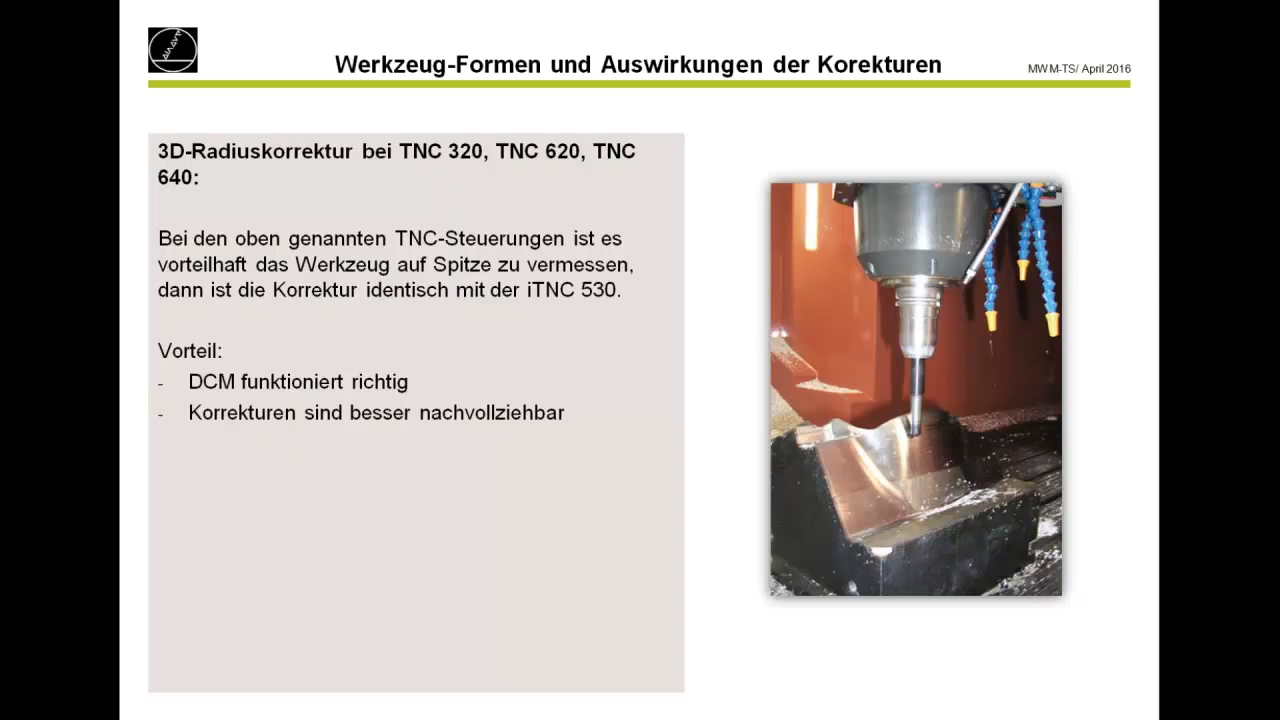 Werkzeug-Formen und Auswirkungen der Korekturen
MWM-TS/ April 2016
3D-Radiuskorrektur bei TNC 320, TNC 620, TNC
640:
Bei den oben genannten TNC-Steuerungen ist es
vorteilhaft das Werkzeug auf Spitze zu vermessen,
dann ist die Korrektur identisch mit der iTNC 530.
Vorteil:
- DCM funktioniert richtig
- Korrekturen sind besser nachvollziehbar